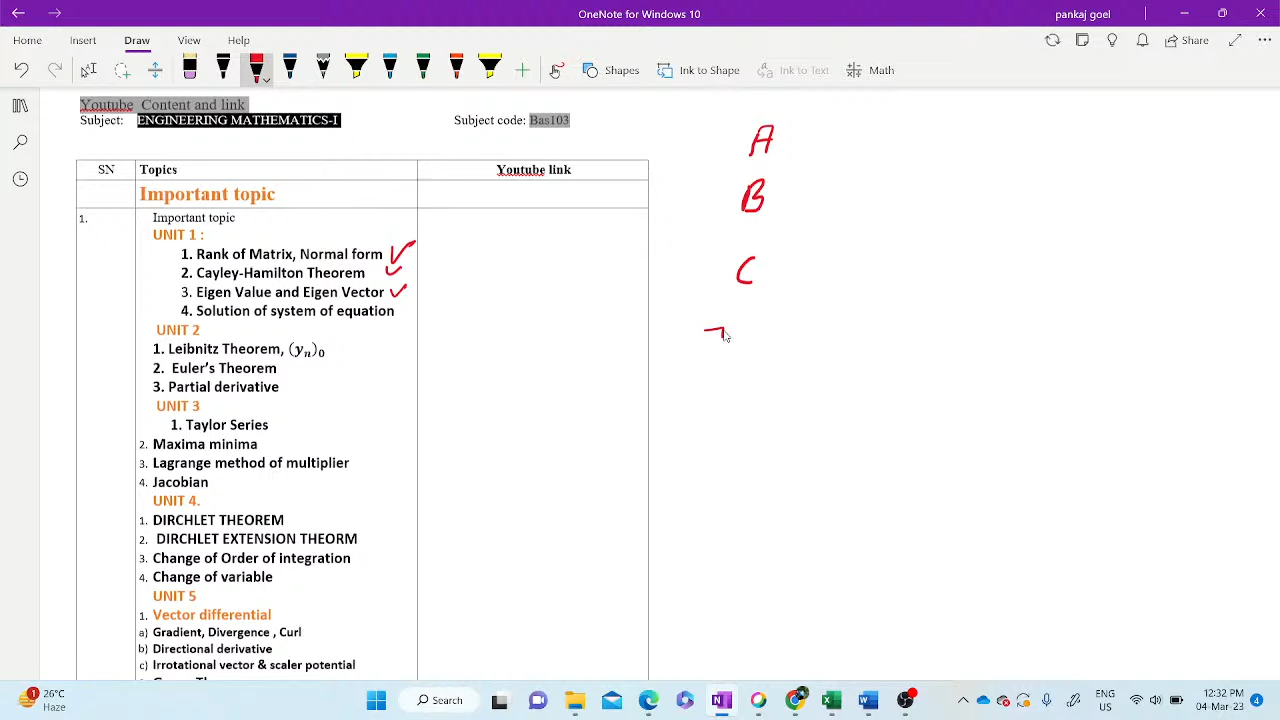 OneNote for Windows 10
pankaj goel
Home Insert Draw View Help Class Notebook
Share
Shapes Ink to Shape Ink to Text Math
Youtube Content and link
Subject: ENGINEERING MATHEMATICS-I Subject code: Bas103
SN Topics Youtube link
Important topic
1. Important topic
UNIT 1 :
1. Rank of Matrix, Normal form
2. Cayley-Hamilton Theorem
3. Eigen Value and Eigen Vector
4. Solution of system of equation
UNIT 2
1. Leibnitz Theorem, (yₙ)₀
2. Euler's Theorem
3. Partial derivative
UNIT 3
1. Taylor Series
2. Maxima minima
3. Lagrange method of multiplier
4. Jacobian
UNIT 4.
1. DIRCHLET THEOREM
2. DIRCHLET EXTENSION THEORM
3. Change of Order of integration
4. Change of variable
UNIT 5
1. Vector differential
a) Gradient, Divergence , Curl
b) Directional derivative
c) Irrotational vector & scaler potential
A
B
C
1
26°C
Haze
Search
ENG
US
12:32 PM
04-Mar-23
4